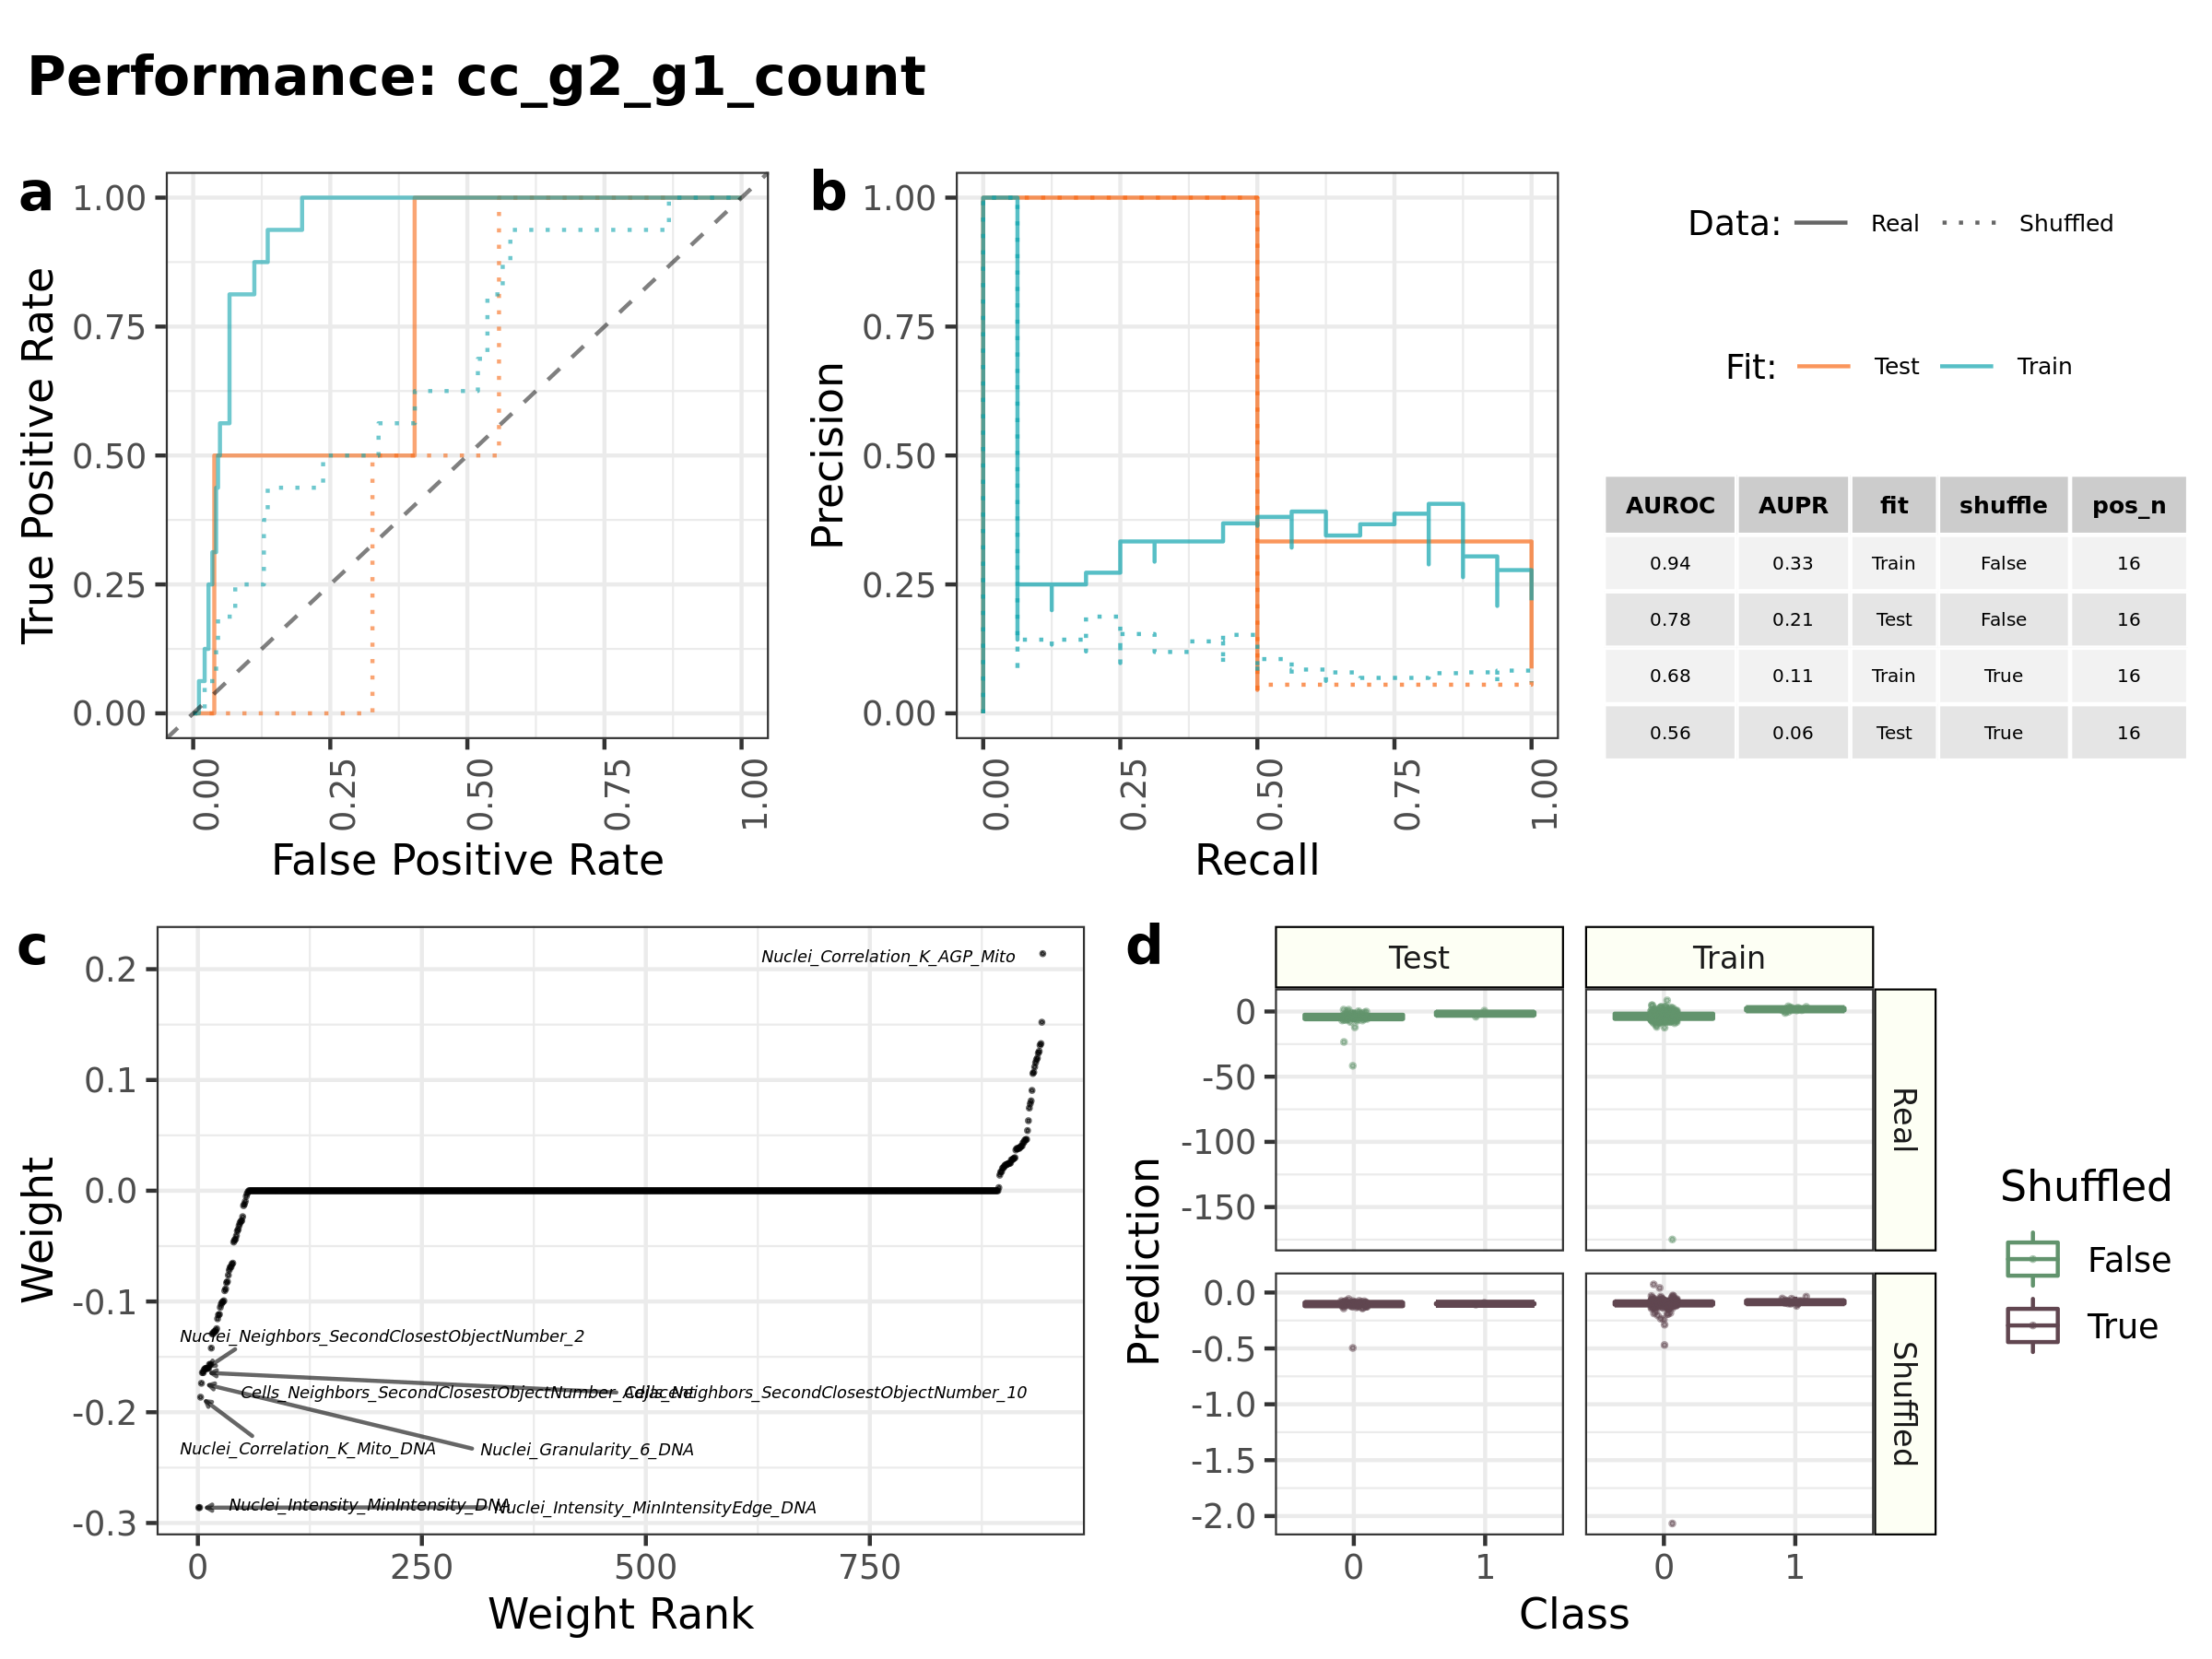 Performance: cc_g2_g1_count
a
1.00
0.75
0.50
0.25
0.00
True Positive Rate
0.00
0.25
0.50
0.75
1.00
False Positive Rate
b
1.00
0.75
0.50
0.25
0.00
Precision
0.00
0.25
0.50
0.75
1.00
Recall
Data: Real Shuffled
Fit: Test Train
AUROC AUPR fit shuffle pos_n
0.94 0.33 Train False 16
0.78 0.21 Test False 16
0.68 0.11 Train True 16
0.56 0.06 Test True 16
c
0.2
0.1
0.0
-0.1
-0.2
-0.3
Weight
Nuclei_Correlation_K_AGP_Mito
Nuclei_Neighbors_SecondClosestObjectNumber_2
Cells_Neighbors_SecondClosestObjectNumber_Adjacent
Cells_Neighbors_SecondClosestObjectNumber_10
Nuclei_Correlation_K_Mito_DNA
Nuclei_Granularity_6_DNA
Nuclei_Intensity_MinIntensity_DNA
Nuclei_Intensity_MinIntensityEdge_DNA
0 250 500 750
Weight Rank
d
Test Train
0
-50
-100
-150
Real
0.0
-0.5
-1.0
-1.5
-2.0
Shuffled
Prediction
0 1 0 1
Class
Shuffled
False
True